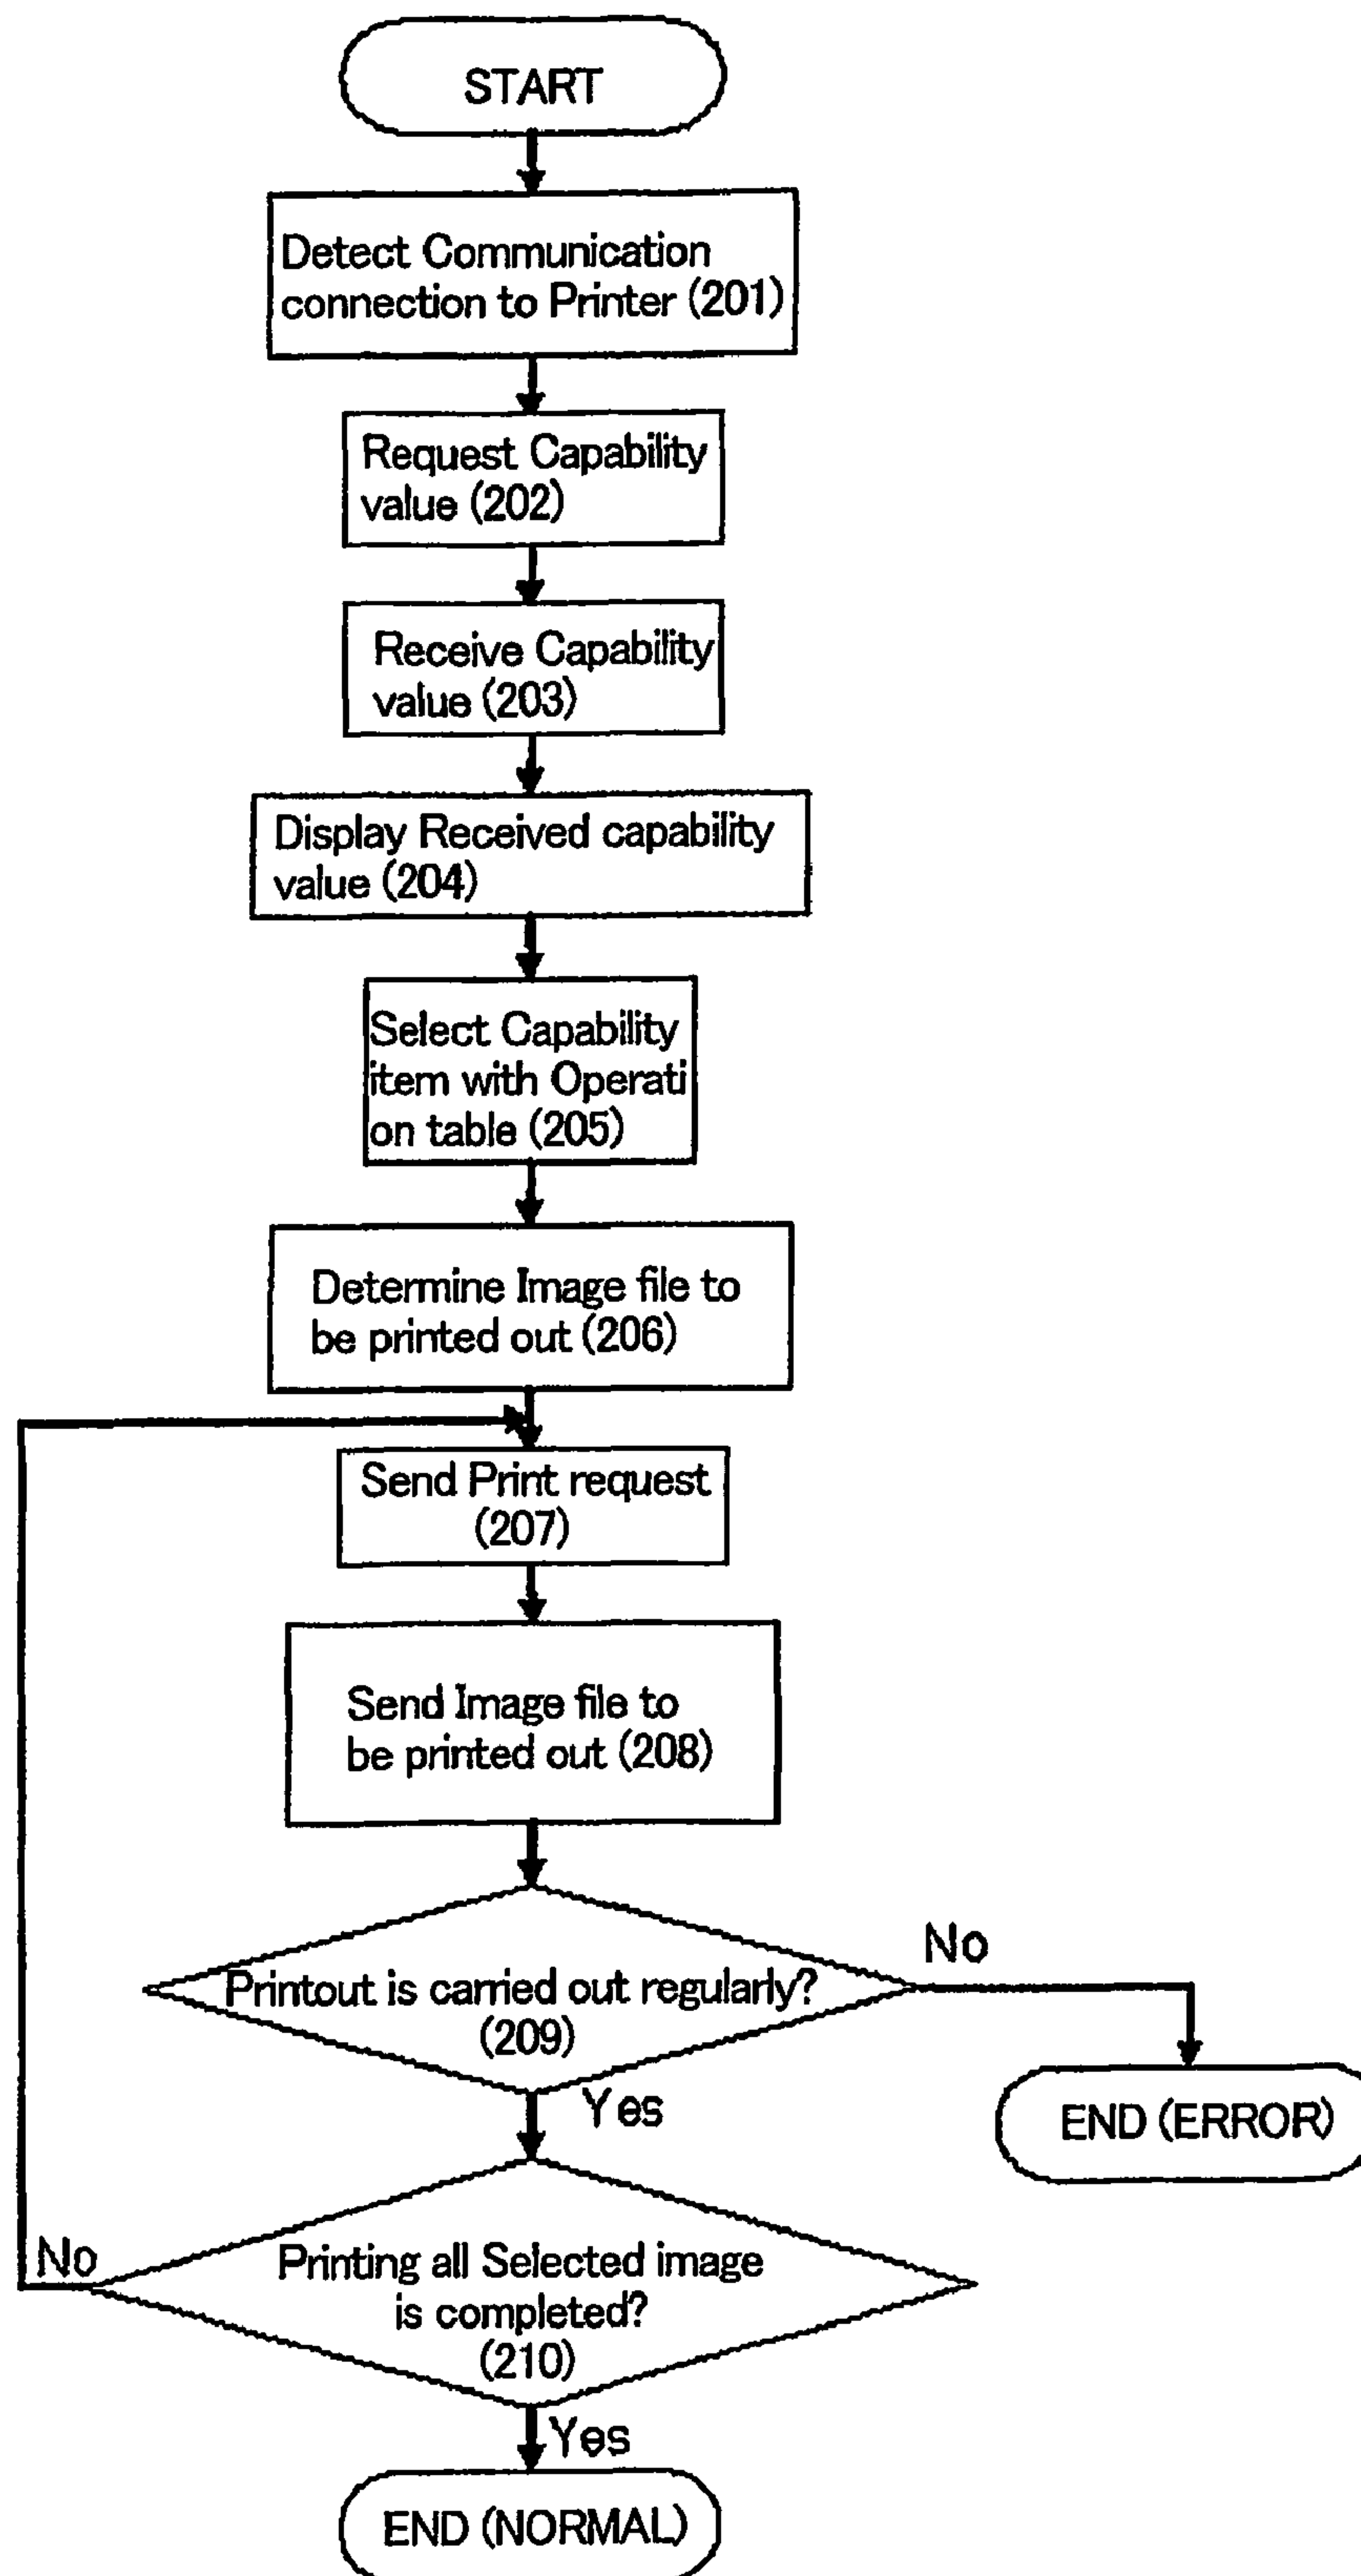 START
Detect Communication
connection to Printer (201)
Request Capability
value (202)
Receive Capability
value (203)
Display Received capability
value (204)
Select Capability
item with Operati
on table (205)
Determine Image file to
be printed out (206)
Send Print request
(207)
Send Image file to
be printed out (208)
Printout is carried out regularly?
(209)
No
Yes
END (ERROR)
Printing all Selected image
is completed?
(210)
No
Yes
END (NORMAL)